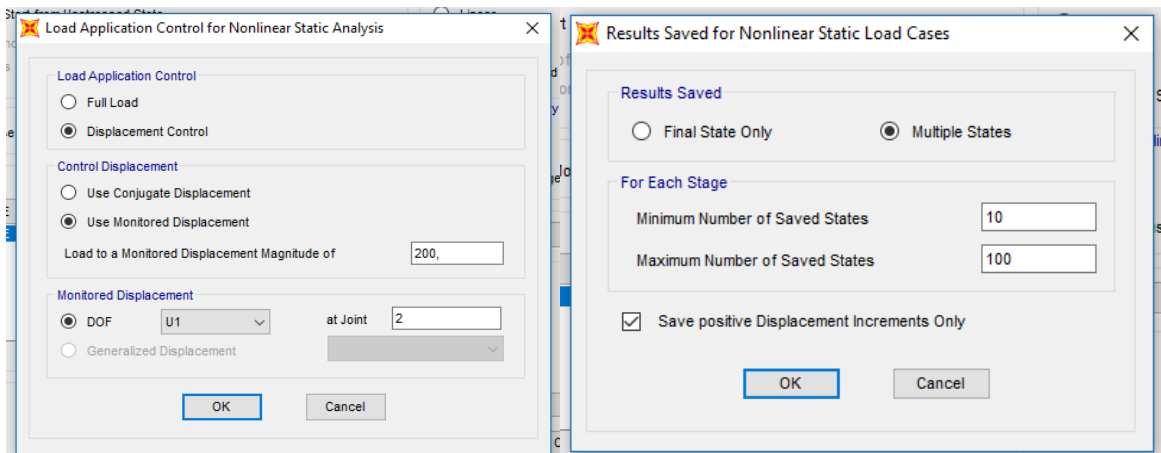 Load Application Control for Nonlinear Static Analysis
Load Application Control
Full Load
Displacement Control
Control Displacement
Use Conjugate Displacement
Use Monitored Displacement
Load to a Monitored Displacement Magnitude of 200,
Monitored Displacement
DOF U1 at Joint 2
Generalized Displacement
OK Cancel
Results Saved for Nonlinear Static Load Cases
Results Saved
Final State Only Multiple States
For Each Stage
Minimum Number of Saved States 10
Maximum Number of Saved States 100
Save positive Displacement Increments Only
OK Cancel